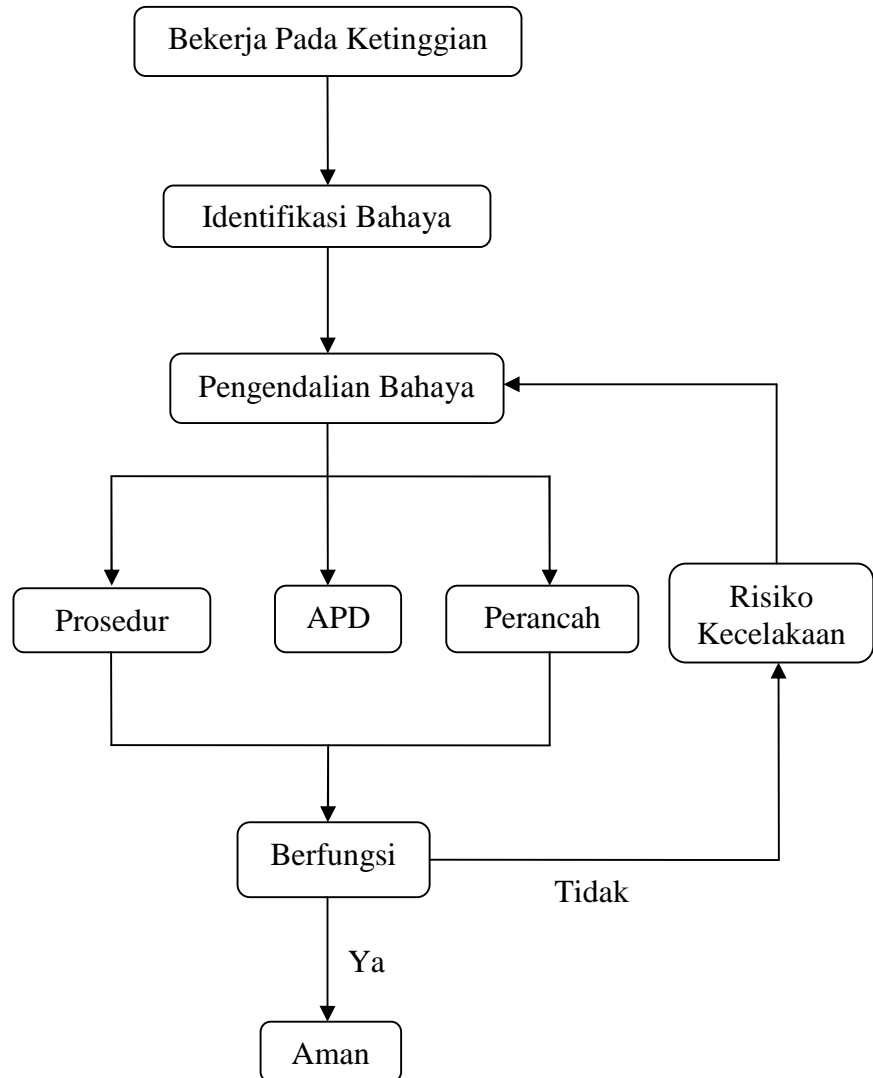 Bekerja Pada Ketinggian
Identifikasi Bahaya
Pengendalian Bahaya
Prosedur
APD
Perancah
Risiko
Kecelakaan
Berfungsi
Tidak
Ya
Aman